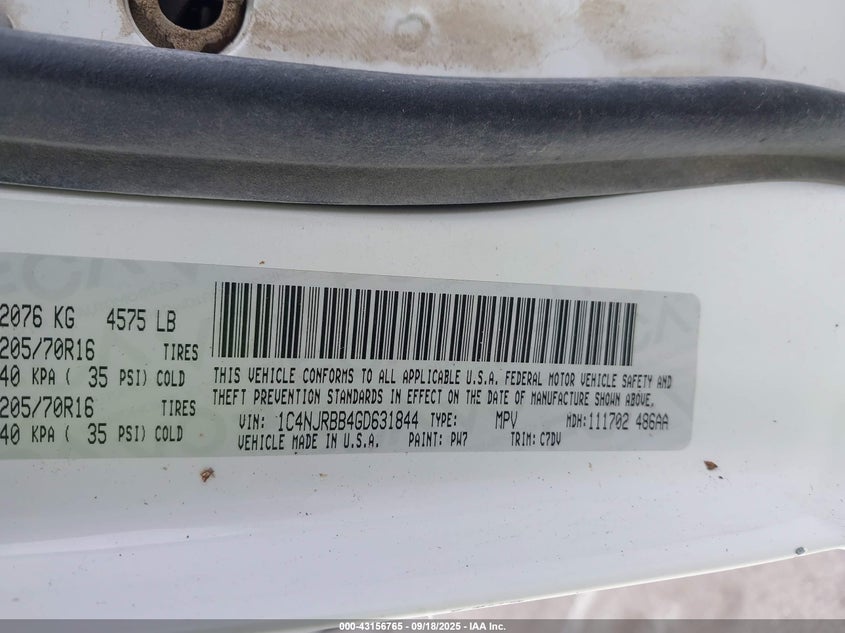 2076 KG 4575 LB
205/70R16 TIRES
40 KPA ( 35 PSI) COLD
205/70R16 TIRES
40 KPA ( 35 PSI) COLD
THIS VEHICLE CONFORMS TO ALL APPLICABLE U.S.A. FEDERAL MOTOR VEHICLE SAFETY AND
THEFT PREVENTION STANDARDS IN EFFECT ON THE DATE OF MANUFACTURE SHOWN ABOVE.
VIN: 1C4NJRBB4GD631844 TYPE: MPV MDH:111702 486AA
VEHICLE MADE IN U.S.A. PAINT: PW7 TRIM: C7DV
000-43156765 - 09/18/2025 - IAA Inc.